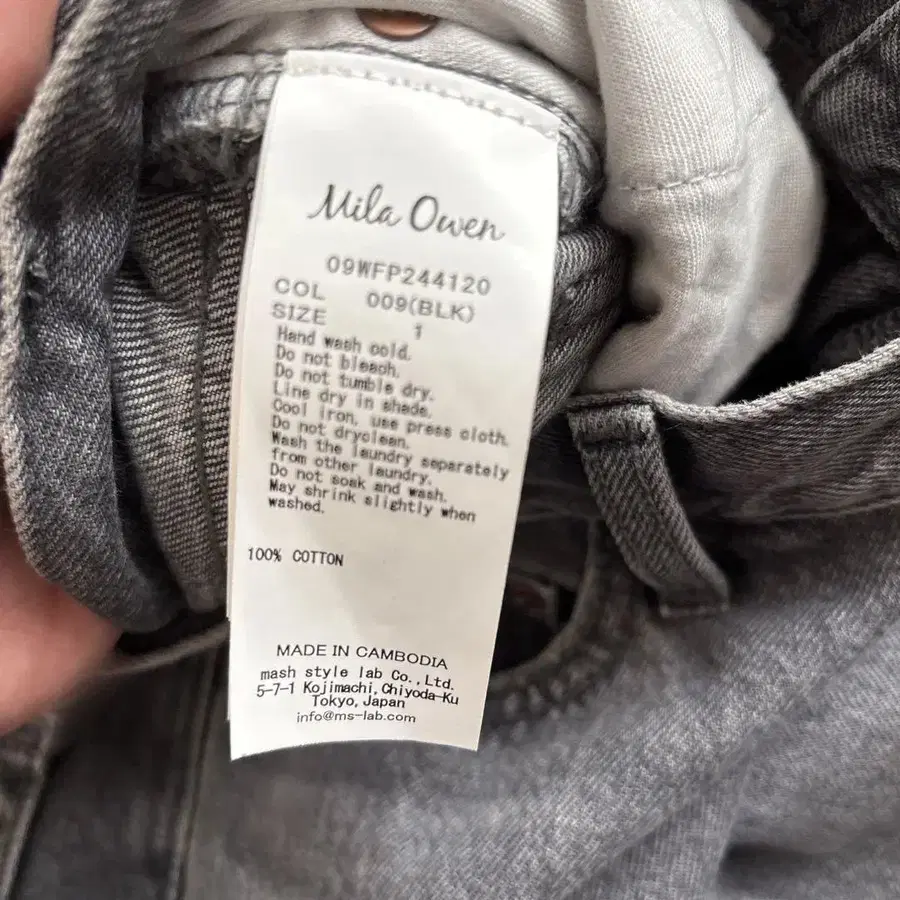 Mila Owen
09WFP244120
COL 009(BLK)
SIZE 1
Hand wash cold.
Do not bleach.
Do not tumble dry.
Line dry in shade.
Cool iron, use press cloth.
Do not dryclean.
Wash the laundry separately
from other laundry.
Do not soak and wash.
May shrink slightly when
washed.
100% COTTON
MADE IN CAMBODIA
mash style lab Co.,Ltd.
5-7-1 Kojimachi,Chiyoda-Ku
Tokyo,Japan
info@ms-lab.com